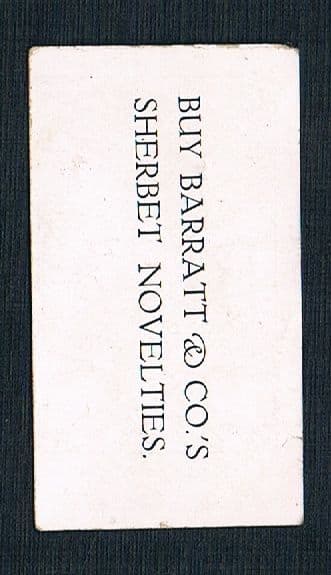 BUY BARRATT & CO.'S
SHERBET NOVELTIES.